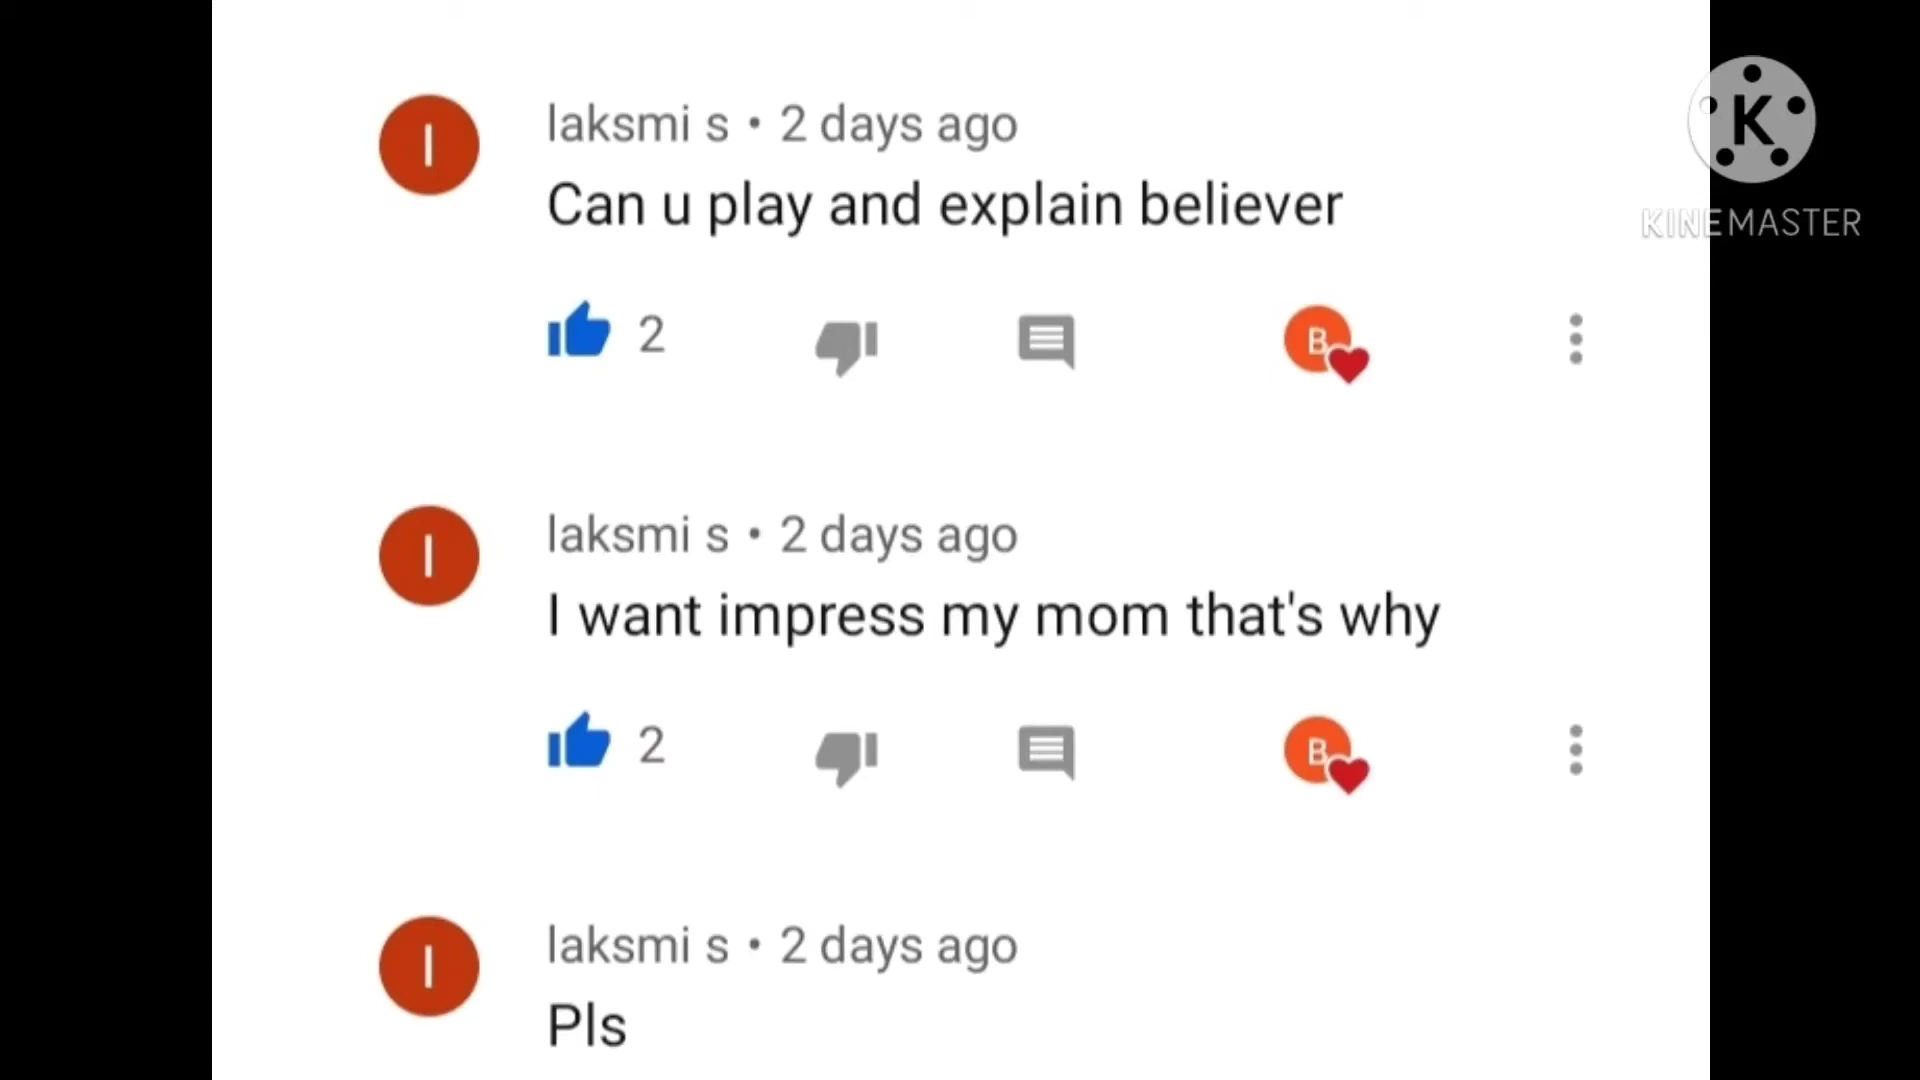 laksmi s • 2 days ago
Can u play and explain believer
2
B
laksmi s • 2 days ago
I want impress my mom that's why
2
B
laksmi s • 2 days ago
Pls
K
KINEMASTER